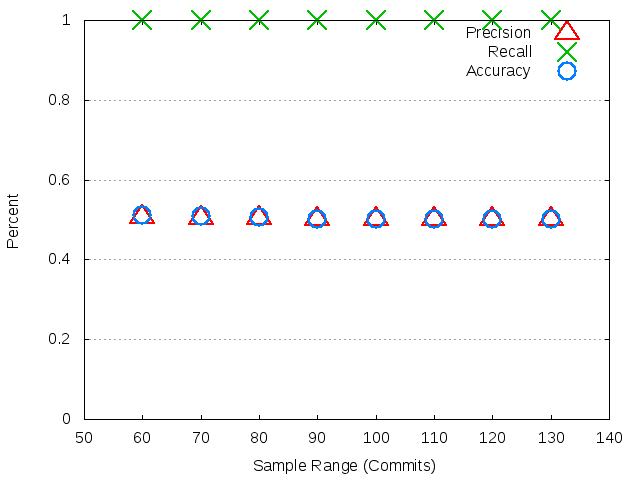 1
Precision
Recall
Accuracy
0.8
0.6
0.4
0.2
0
50 60 70 80 90 100 110 120 130 140
Percent
Sample Range (Commits)